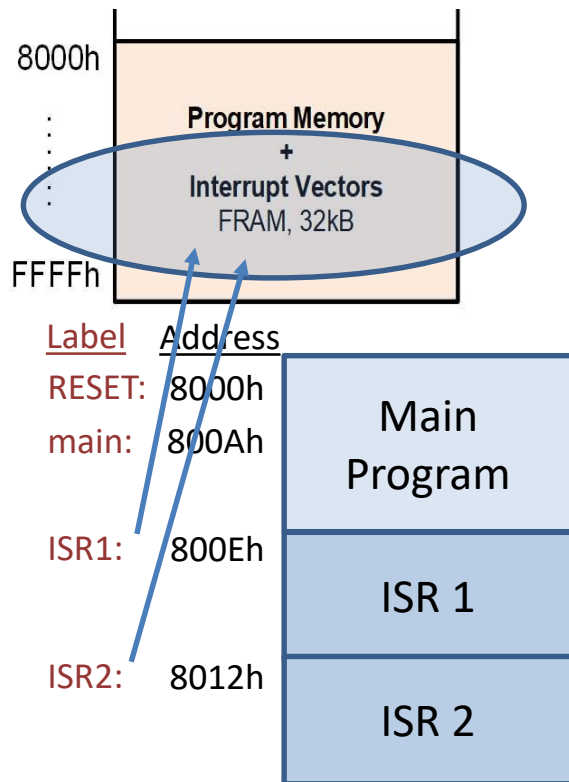 8000h
Program Memory
+
Interrupt Vectors
FRAM, 32kB
FFFFh
Label Address
RESET: 8000h
main: 800Ah
Main
Program
ISR1: 800Eh
ISR 1
ISR2: 8012h
ISR 2